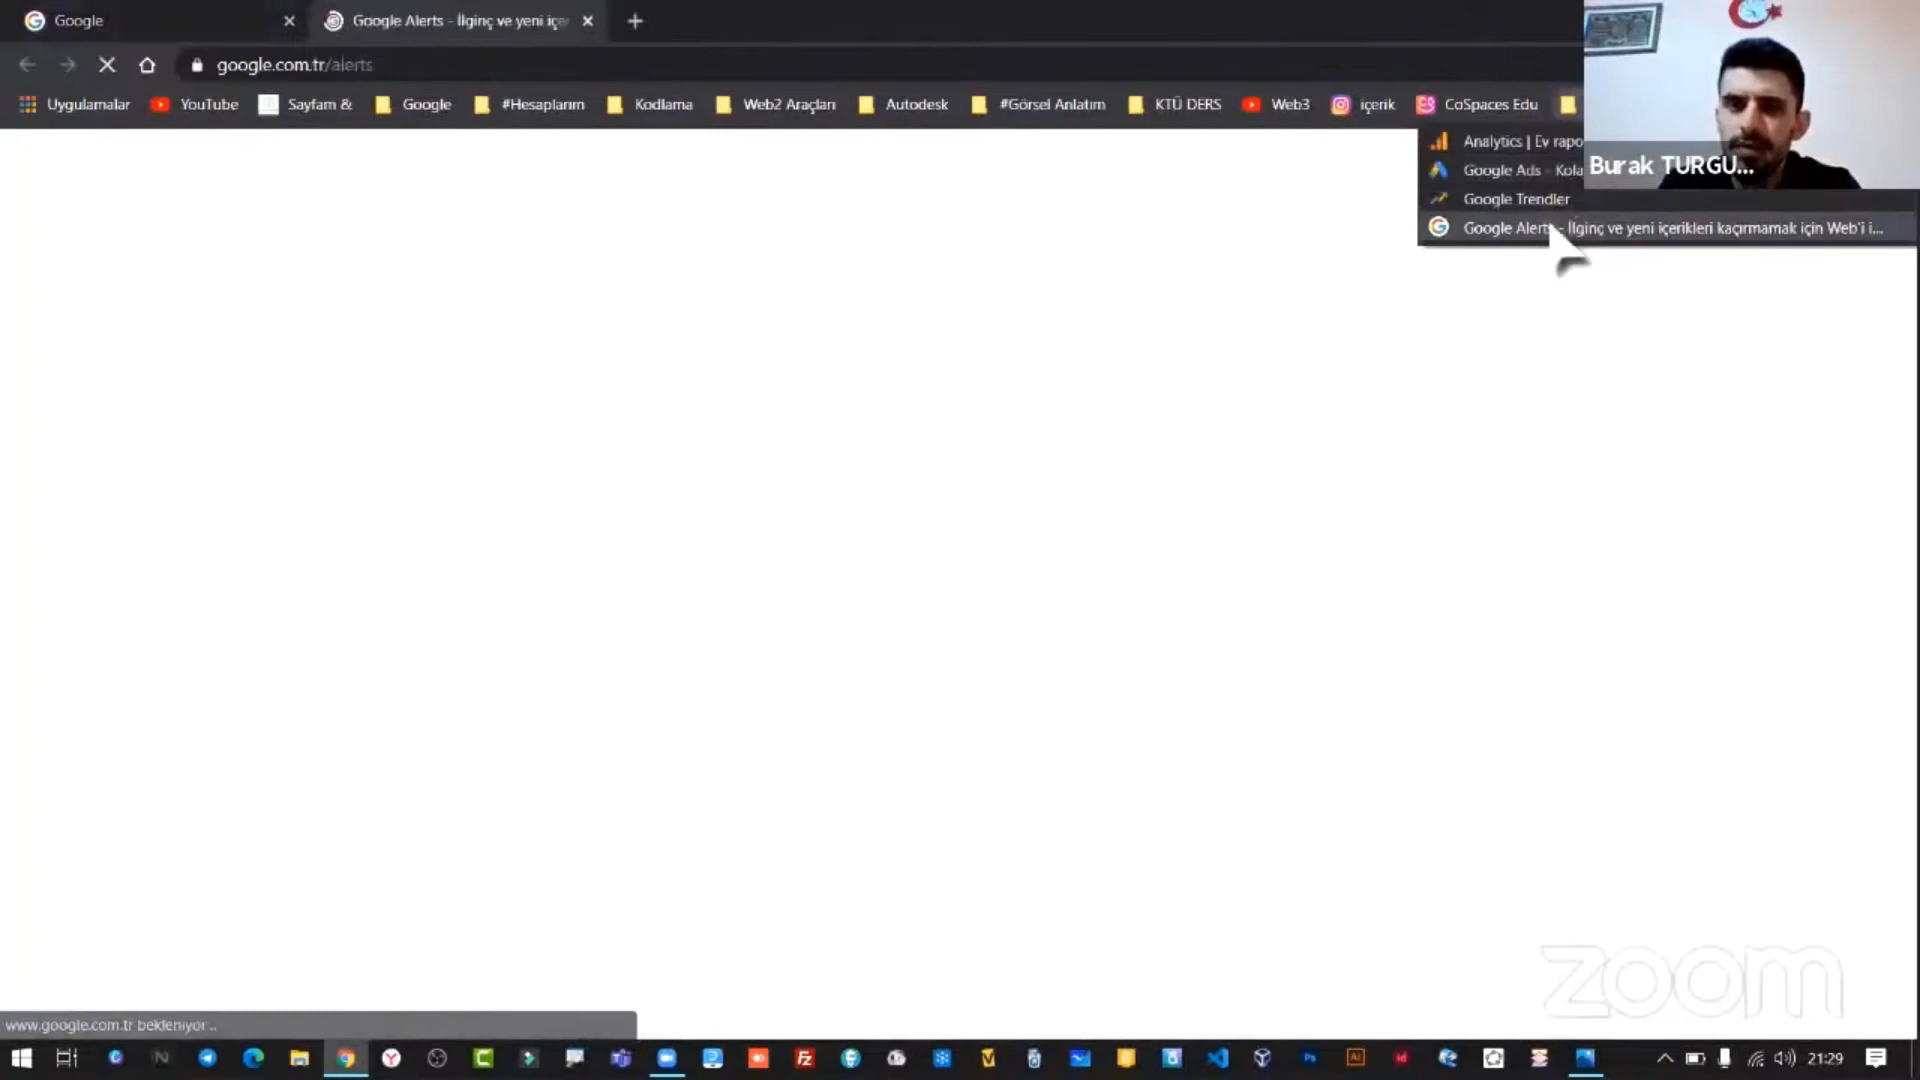 Google
Google Alerts - İlginç ve yeni içe
google.com.tr/alerts
Uygulamalar
YouTube
Sayfam &
Google
#Hesaplarım
Kodlama
Web2 Araçları
Autodesk
#Görsel Anlatım
KTÜ DERS
Web3
içerik
CoSpaces Edu
Analytics | Ev rapo
Google Ads - Kola
Google Trendler
Google Alerts - İlginç ve yeni içerikleri kaçırmamak için Web'i i...
Burak TURGU...
zoom
www.google.com.tr bekleniyor...
21:29